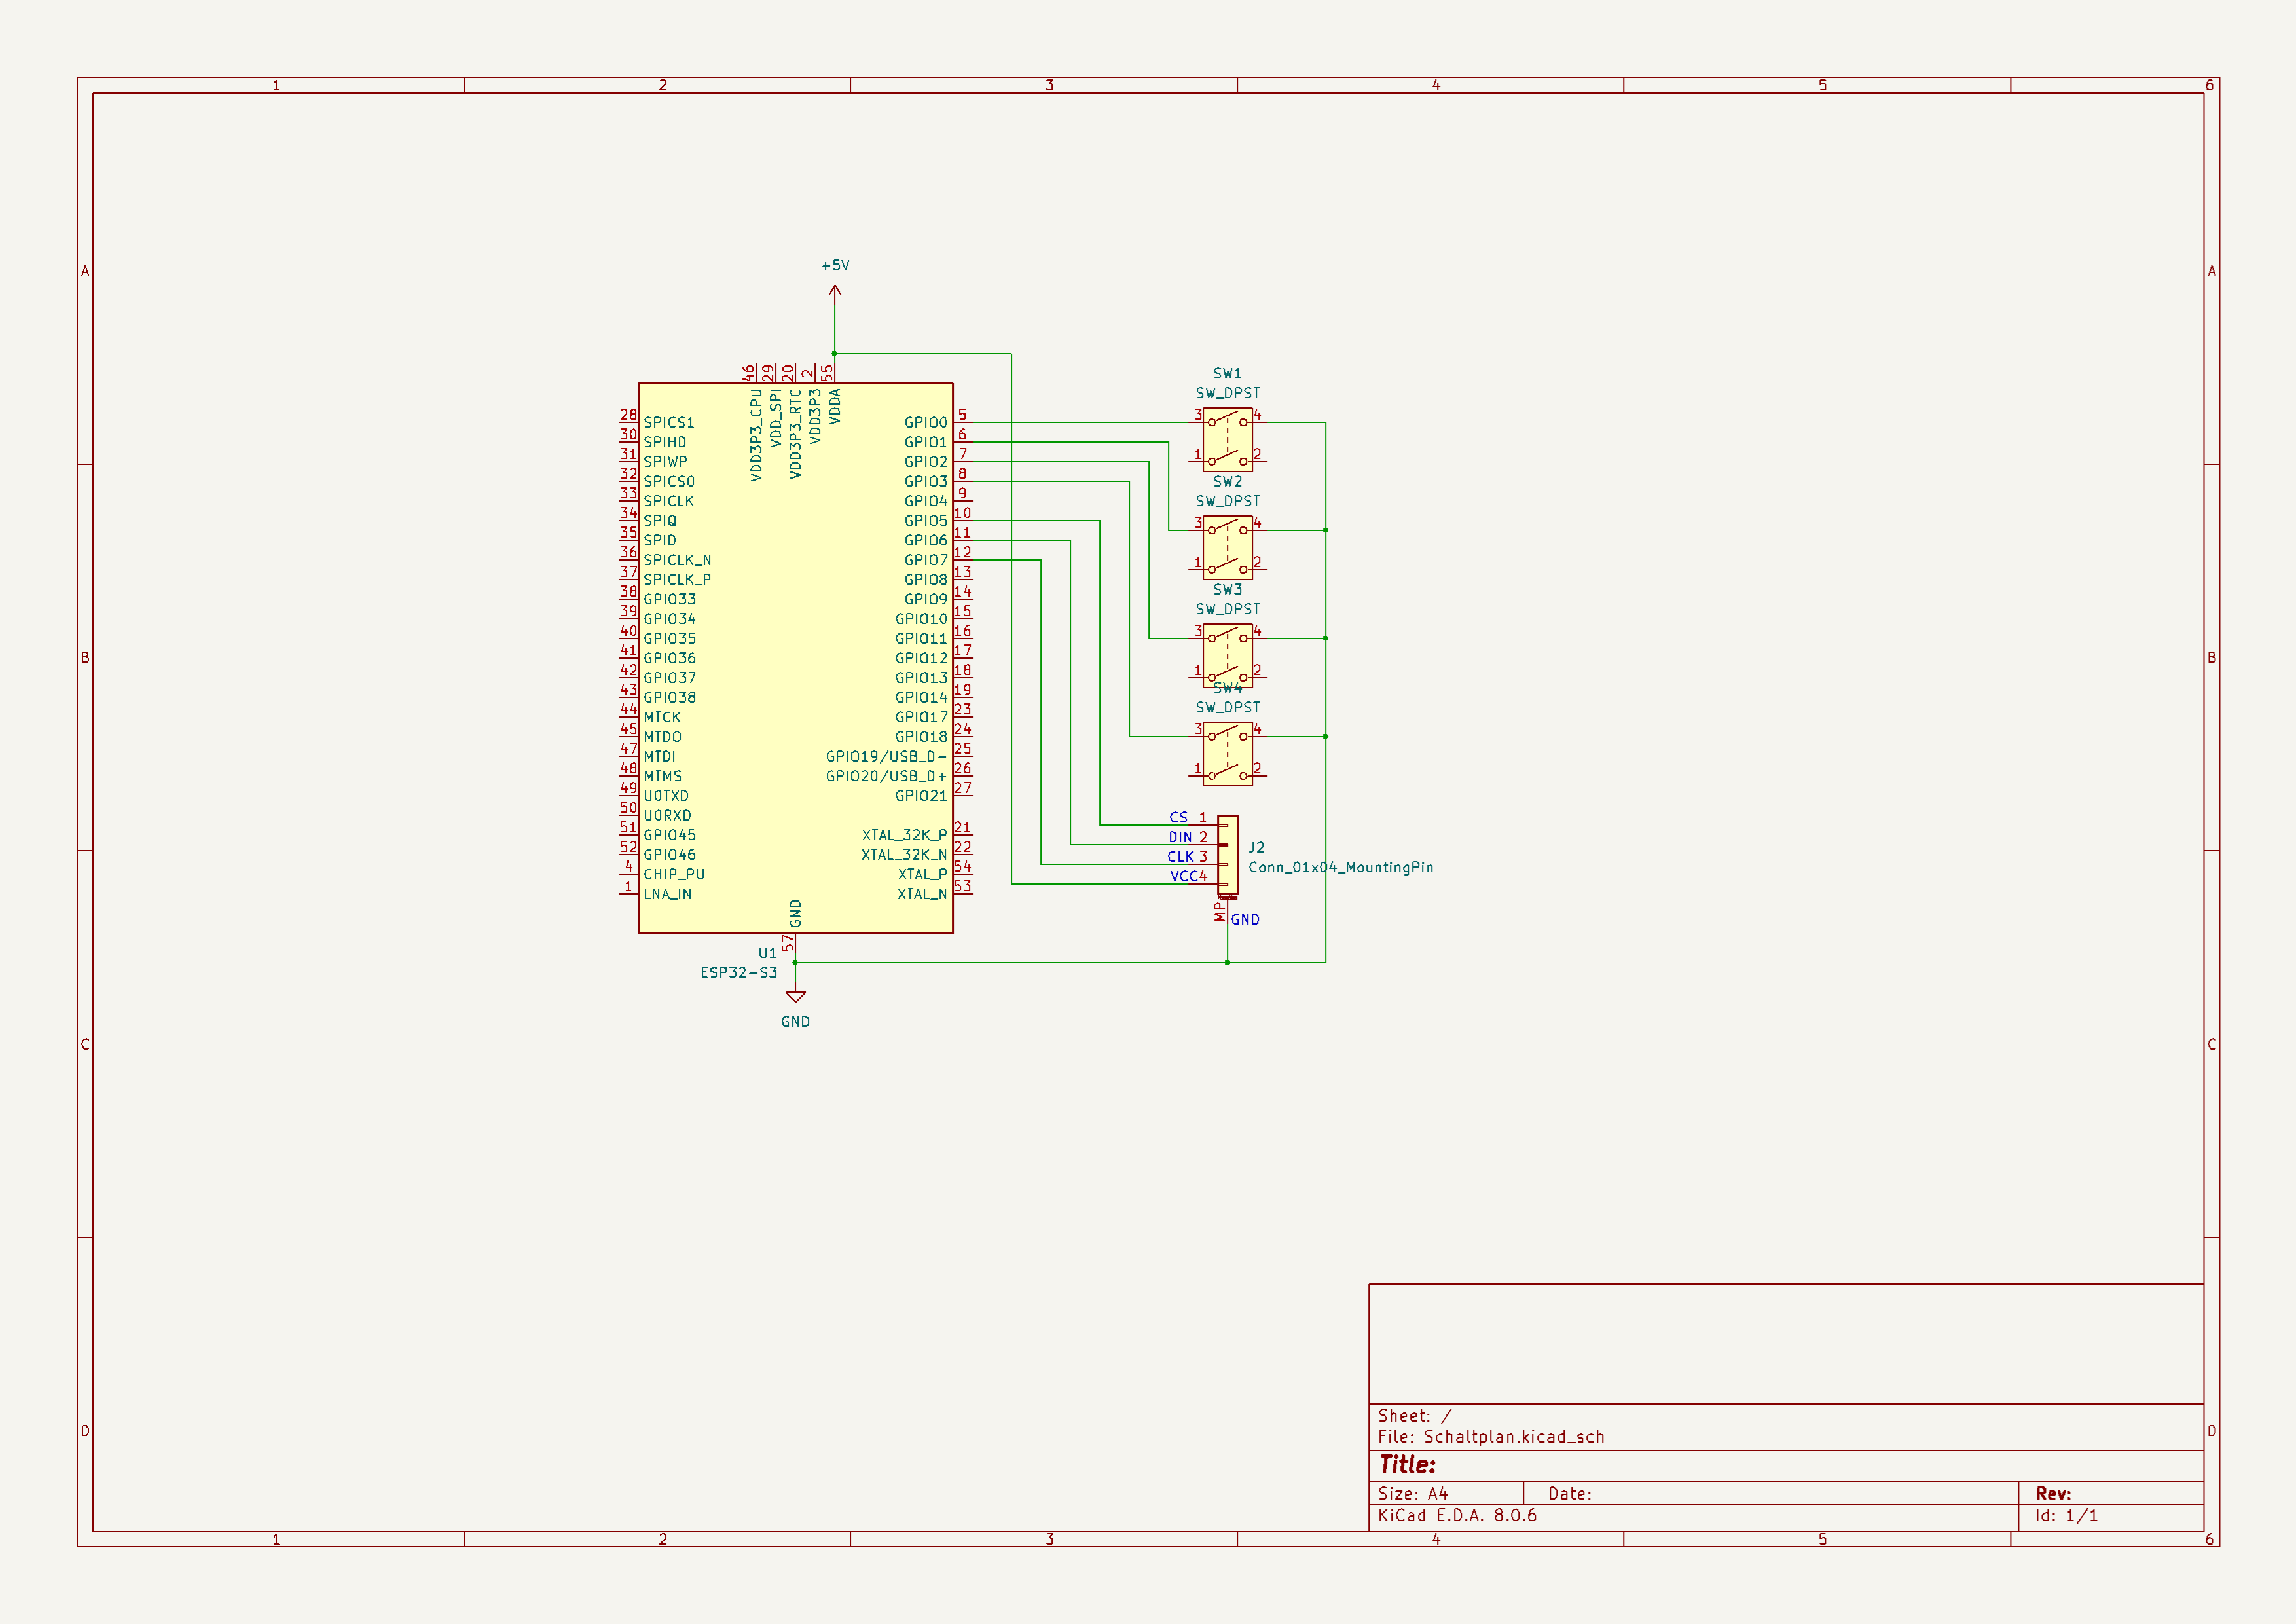 1 2 3 4 5 6
A A
+5V
46 29 20 2 55
VDD3P3_CPU VDD_SPI VDD3P3_RTC VDD3P3 VDDA
SW1
SW_DPST
28 SPICS1 GPIO0 5 3 4
30 SPIHD GPIO1 6
31 SPIWP GPIO2 7 1 2
B B
32 SPICS0 GPIO3 8 SW2
33 SPICLK GPIO4 9 SW_DPST
34 SPIQ GPIO5 10 3 4
35 SPID GPIO6 11
36 SPICLK_N GPIO7 12 1 2
37 SPICLK_P GPIO8 13 SW3
38 GPIO33 GPIO9 14 SW_DPST
39 GPIO34 GPIO10 15
40 GPIO35 GPIO11 16 3 4
41 GPIO36 GPIO12 17
42 GPIO37 GPIO13 18 1 2
43 GPIO38 GPIO14 19 SW4
44 MTCK GPIO17 23 SW_DPST
45 MTDO GPIO18 24 3 4
47 MTDI GPIO19/USB_D- 25
48 MTMS GPIO20/USB_D+ 26 1 2
49 U0TXD GPIO21 27
50 U0RXD CS 1
51 GPIO45 XTAL_32K_P 21 DIN 2
52 GPIO46 XTAL_32K_N 22 CLK 3 J2
4 CHIP_PU XTAL_P 54 VCC 4 Conn_01x04_MountingPin
1 LNA_IN XTAL_N 53
GND MP GND
57
U1
ESP32-S3
GND
C C
D D
Sheet: /
File: Schaltplan.kicad_sch
Title:
Size: A4 Date: Rev:
KiCad E.D.A. 8.0.6 Id: 1/1
1 2 3 4 5 6